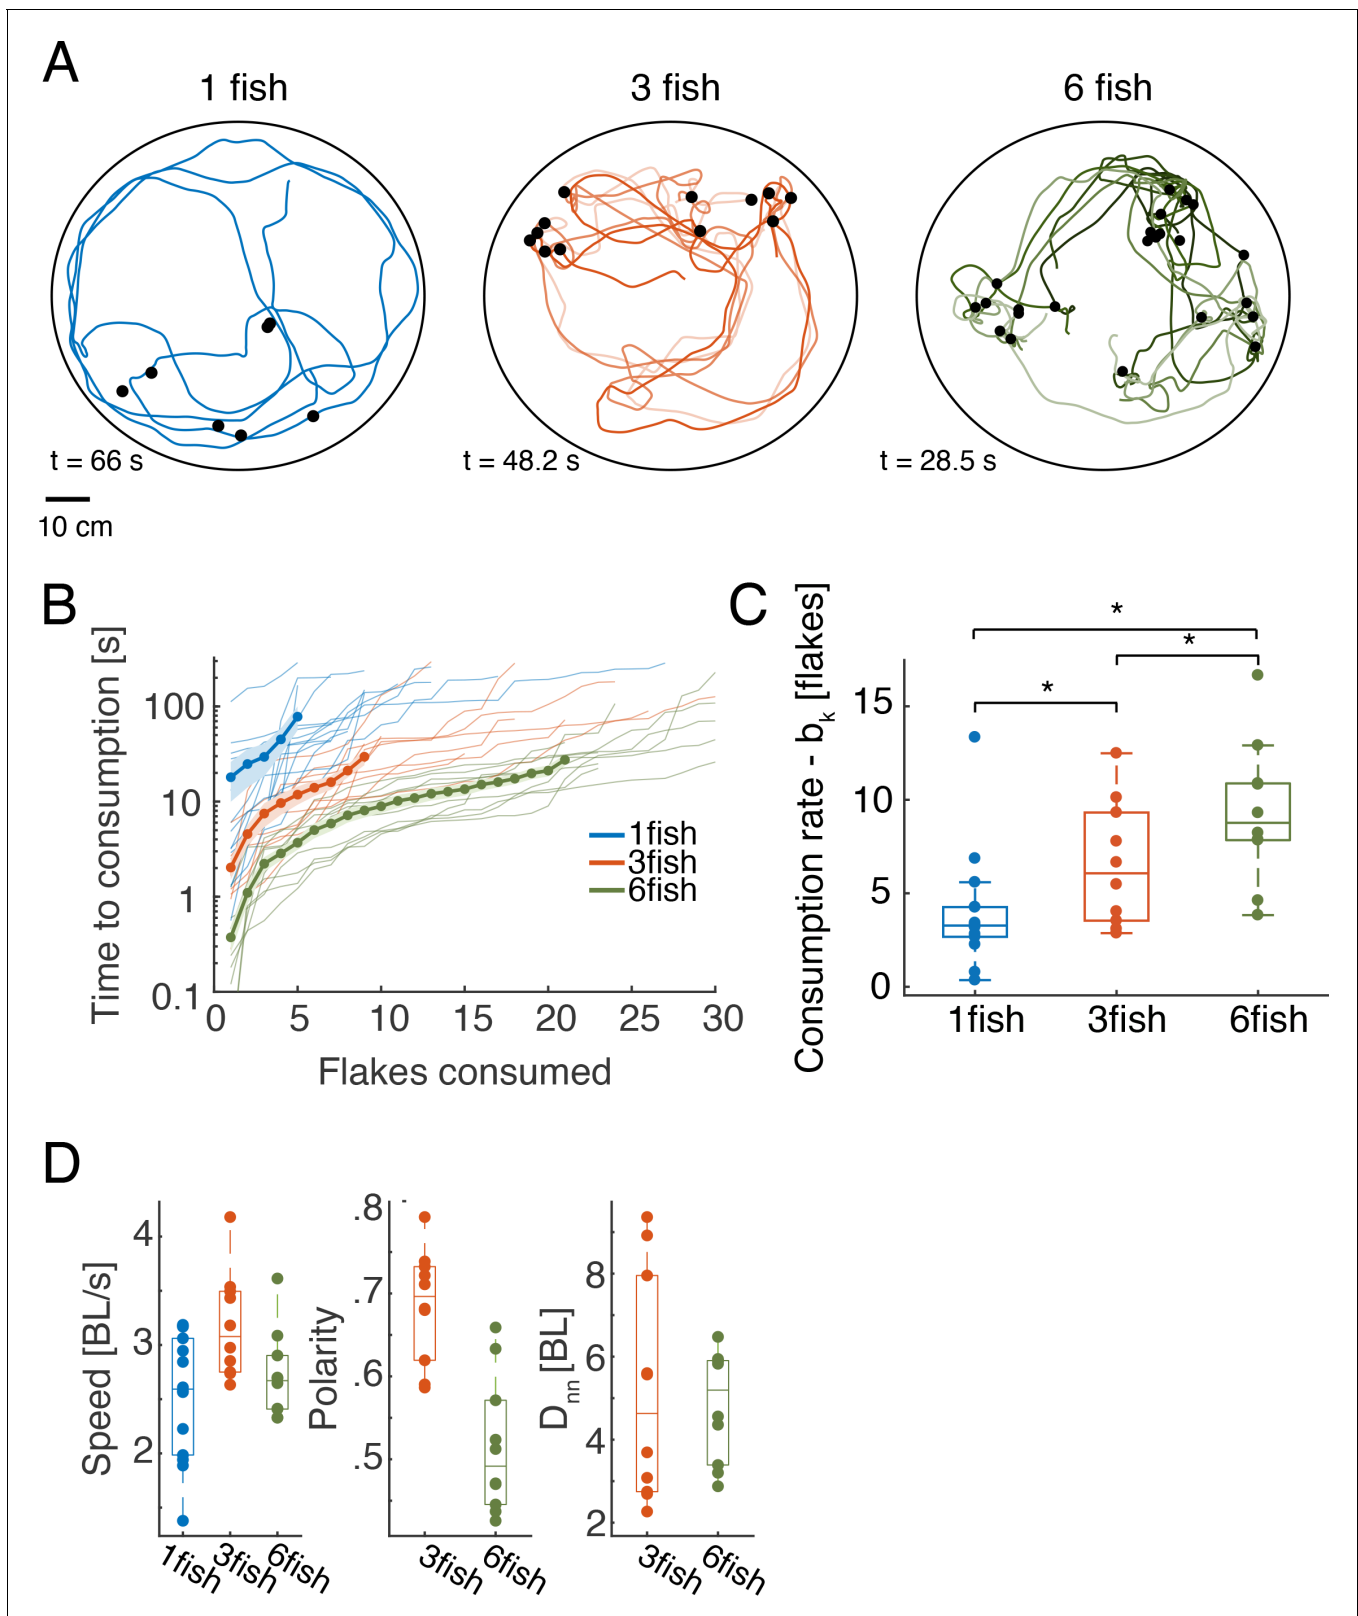 A
1 fish
3 fish
6 fish
t = 66 s
t = 48.2 s
t = 28.5 s
10 cm
B
Time to consumption [s]
100
10
1
0.1
0
5
10
15
20
25
30
Flakes consumed
1fish
3fish
6fish
C
Consumption rate - bk [flakes]
*
*
*
15
10
5
0
1fish
3fish
6fish
D
Speed [BL/s]
4
3
2
1fish
3fish
6fish
Polarity
.8
.7
.6
.5
3fish
6fish
Dnn [BL]
8
6
4
2
3fish
6fish